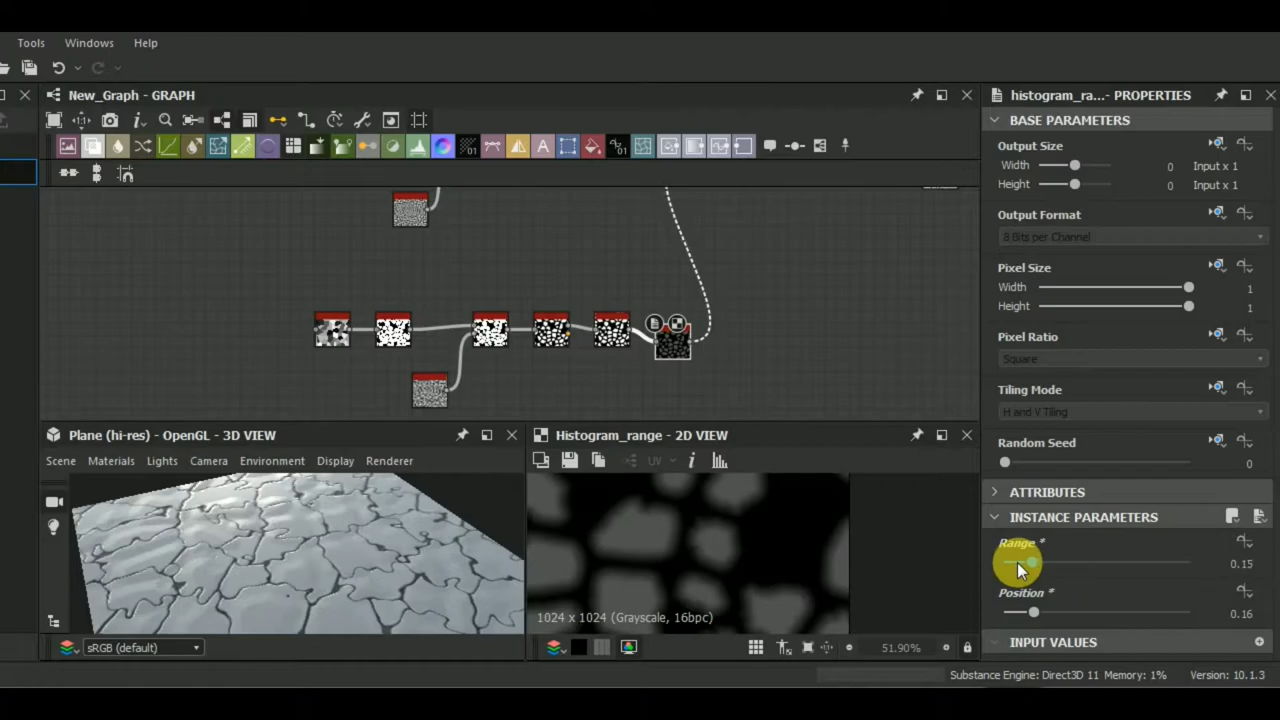 Tools Windows Help
New_Graph - GRAPH
histogram_ra...- PROPERTIES
BASE PARAMETERS
Output Size
Width 0 Input x 1
Height 0 Input x 1
Output Format
8 Bits per Channel
Pixel Size
Width 1
Height 1
Pixel Ratio
Square
Tiling Mode
H and V Tiling
Random Seed
0
ATTRIBUTES
INSTANCE PARAMETERS
Range *
0.15
Position *
0.16
INPUT VALUES
Plane (hi-res) - OpenGL - 3D VIEW
Scene Materials Lights Camera Environment Display Renderer
sRGB (default)
Histogram_range - 2D VIEW
UV
1024 x 1024 (Grayscale, 16bpc)
51.90%
Substance Engine: Direct3D 11 Memory: 1% Version: 10.1.3